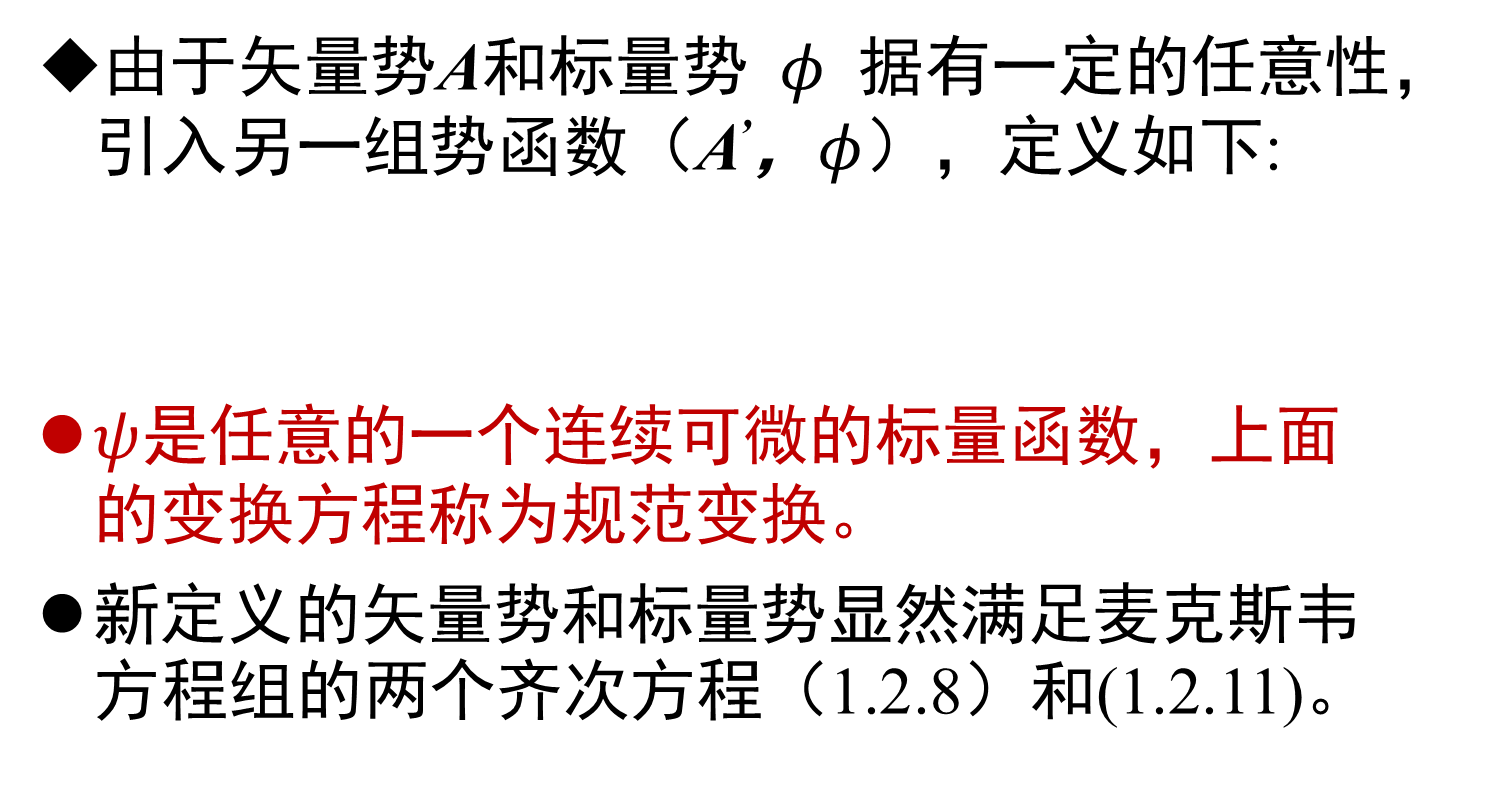 ◆由于矢量势A和标量势 ϕ 据有一定的任意性，
引入另一组势函数（A’，ϕ），定义如下:
●ψ是任意的一个连续可微的标量函数，上面
的变换方程称为规范变换。
●新定义的矢量势和标量势显然满足麦克斯韦
方程组的两个齐次方程（1.2.8）和(1.2.11)。